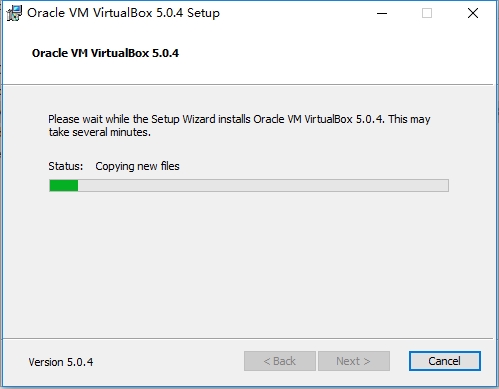 Oracle VM VirtualBox 5.0.4 Setup
Oracle VM VirtualBox 5.0.4
Please wait while the Setup Wizard installs Oracle VM VirtualBox 5.0.4. This may
take several minutes.
Status: Copying new files
Version 5.0.4
< Back
Next >
Cancel